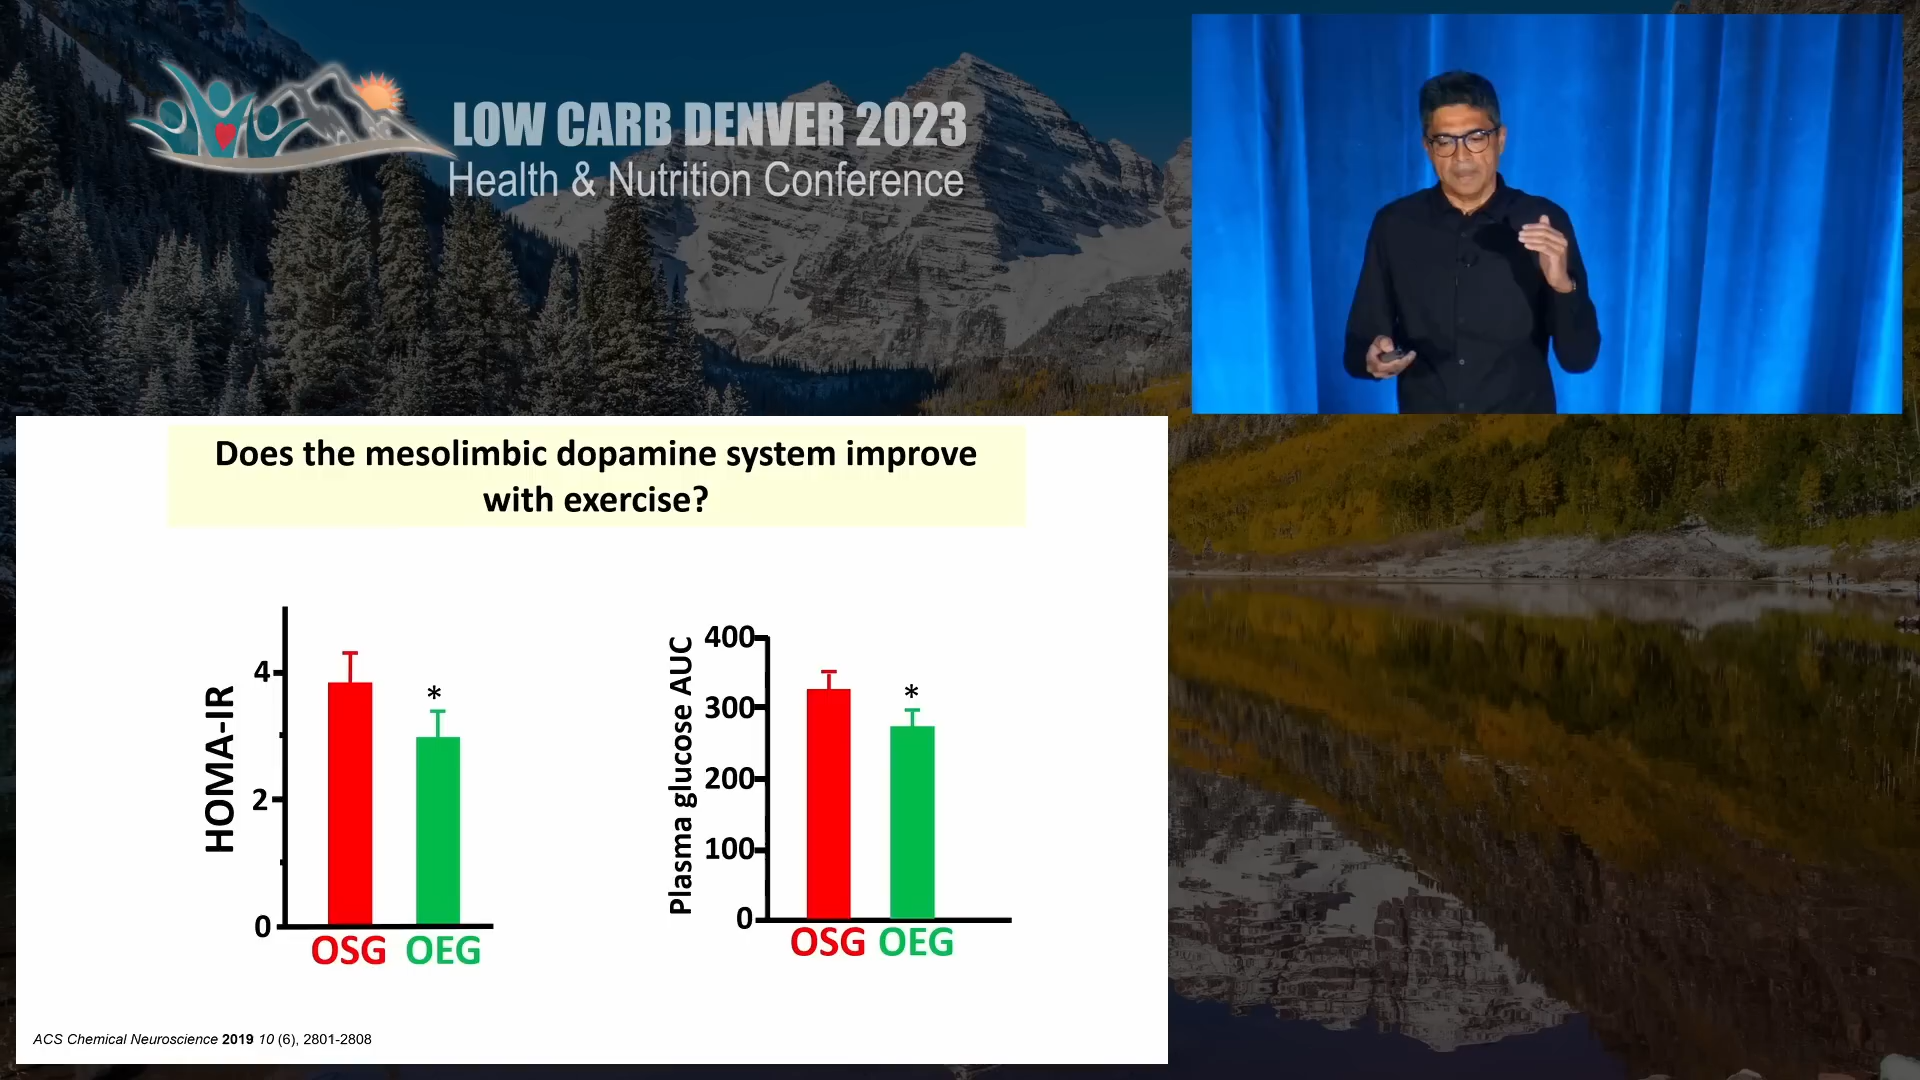 LOW CARB DENVER 2023
Health & Nutrition Conference
Does the mesolimbic dopamine system improve
with exercise?
HOMA-IR
4
2
0
*
OSG OEG
Plasma glucose AUC
400
300
200
100
0
*
OSG OEG
ACS Chemical Neuroscience 2019 10 (6), 2801-2808